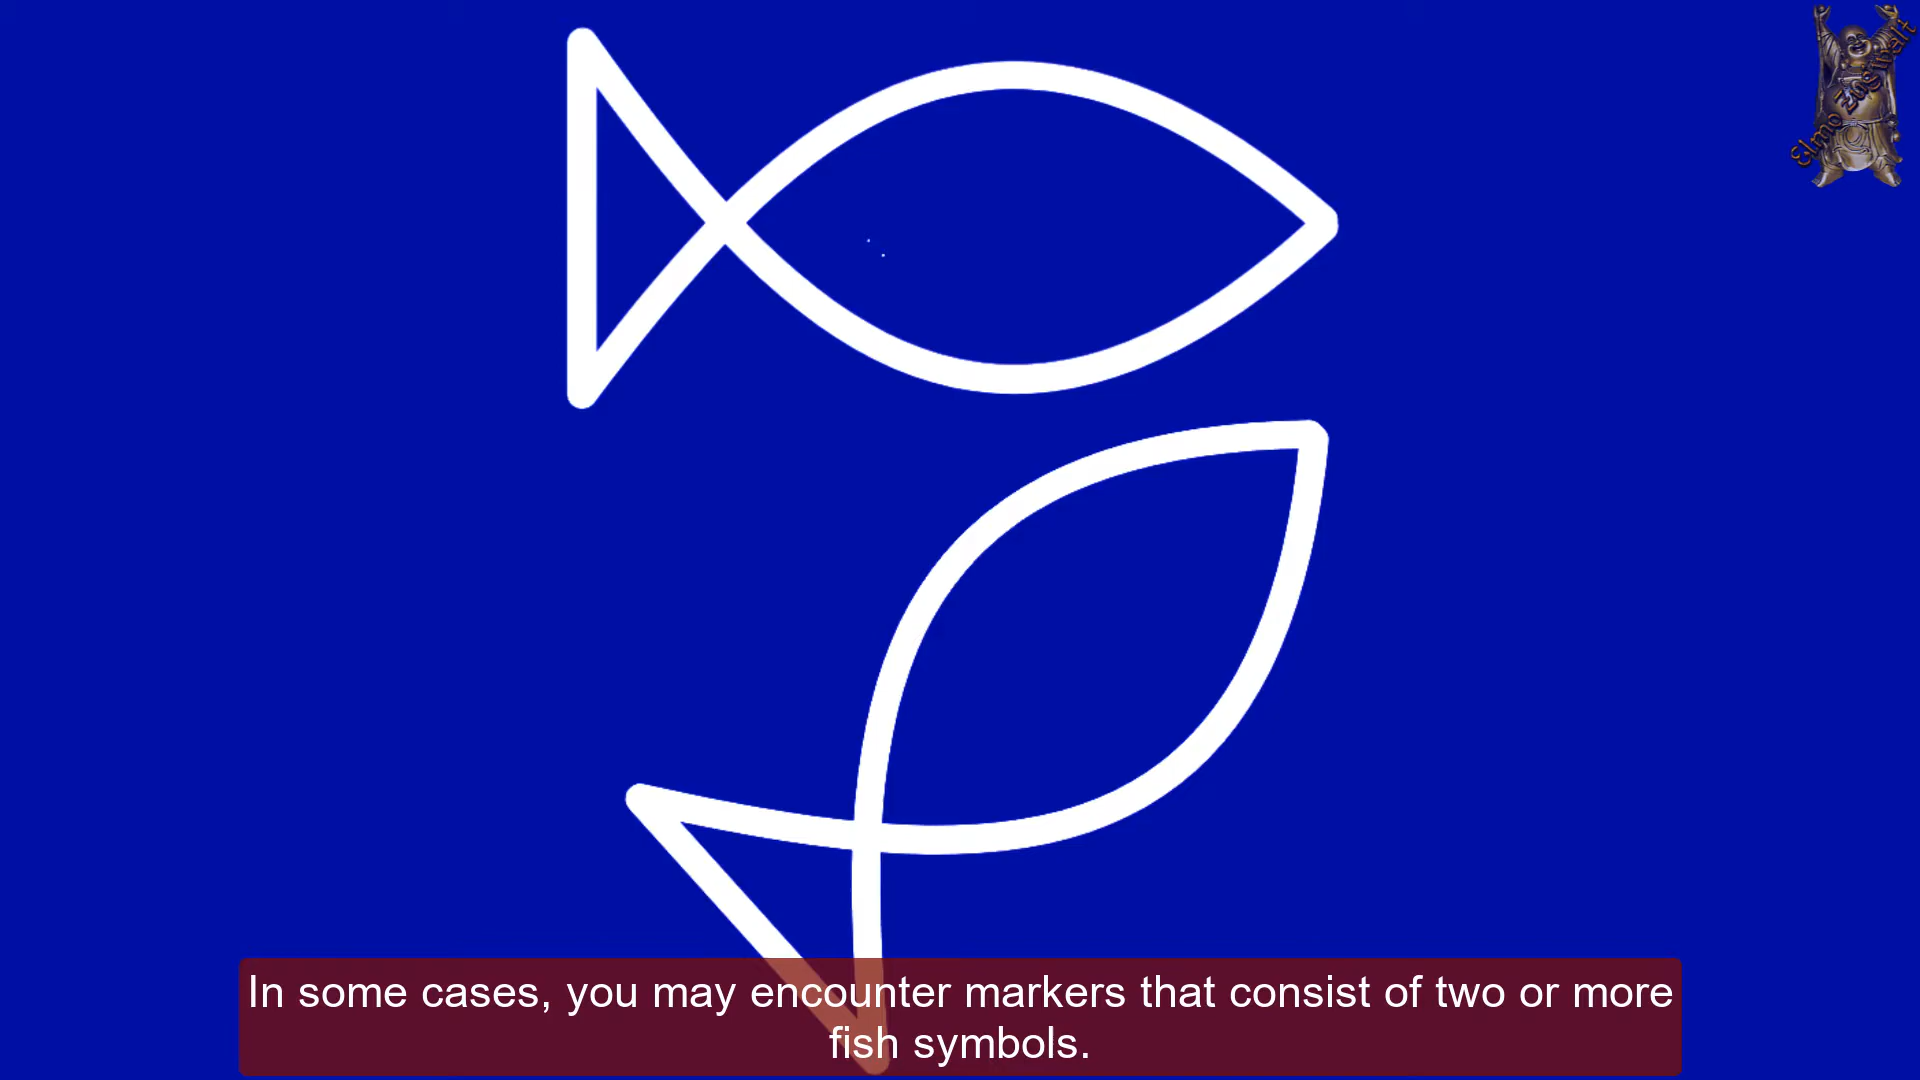 In some cases, you may encounter markers that consist of two or more
fish symbols.